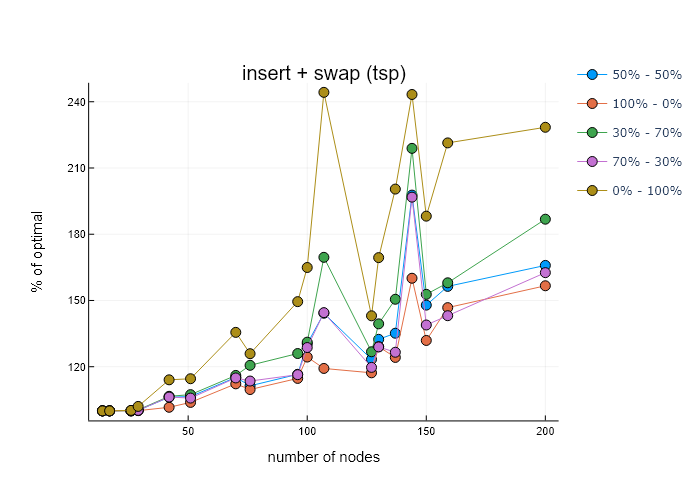 insert + swap (tsp)
50% - 50%
100% - 0%
30% - 70%
70% - 30%
0% - 100%
% of optimal
240
210
180
150
120
50
100
150
200
number of nodes